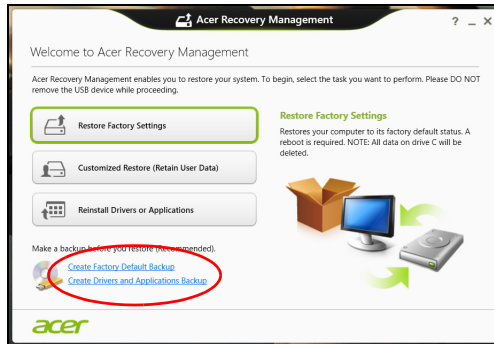 Acer Recovery Management
Welcome to Acer Recovery Management
Acer Recovery Management enables you to restore your system. To begin, select the task you want to perform. Please DO NOT
remove the USB device while proceeding.
Restore Factory Settings
Customized Restore (Retain User Data)
Reinstall Drivers or Applications
Restore Factory Settings
Restores your computer to its factory default status. A
reboot is required. NOTE: All data on drive C will be
deleted.
Make a backup before you restore (Recommended).
Create Factory Default Backup
Create Drivers and Applications Backup
acer